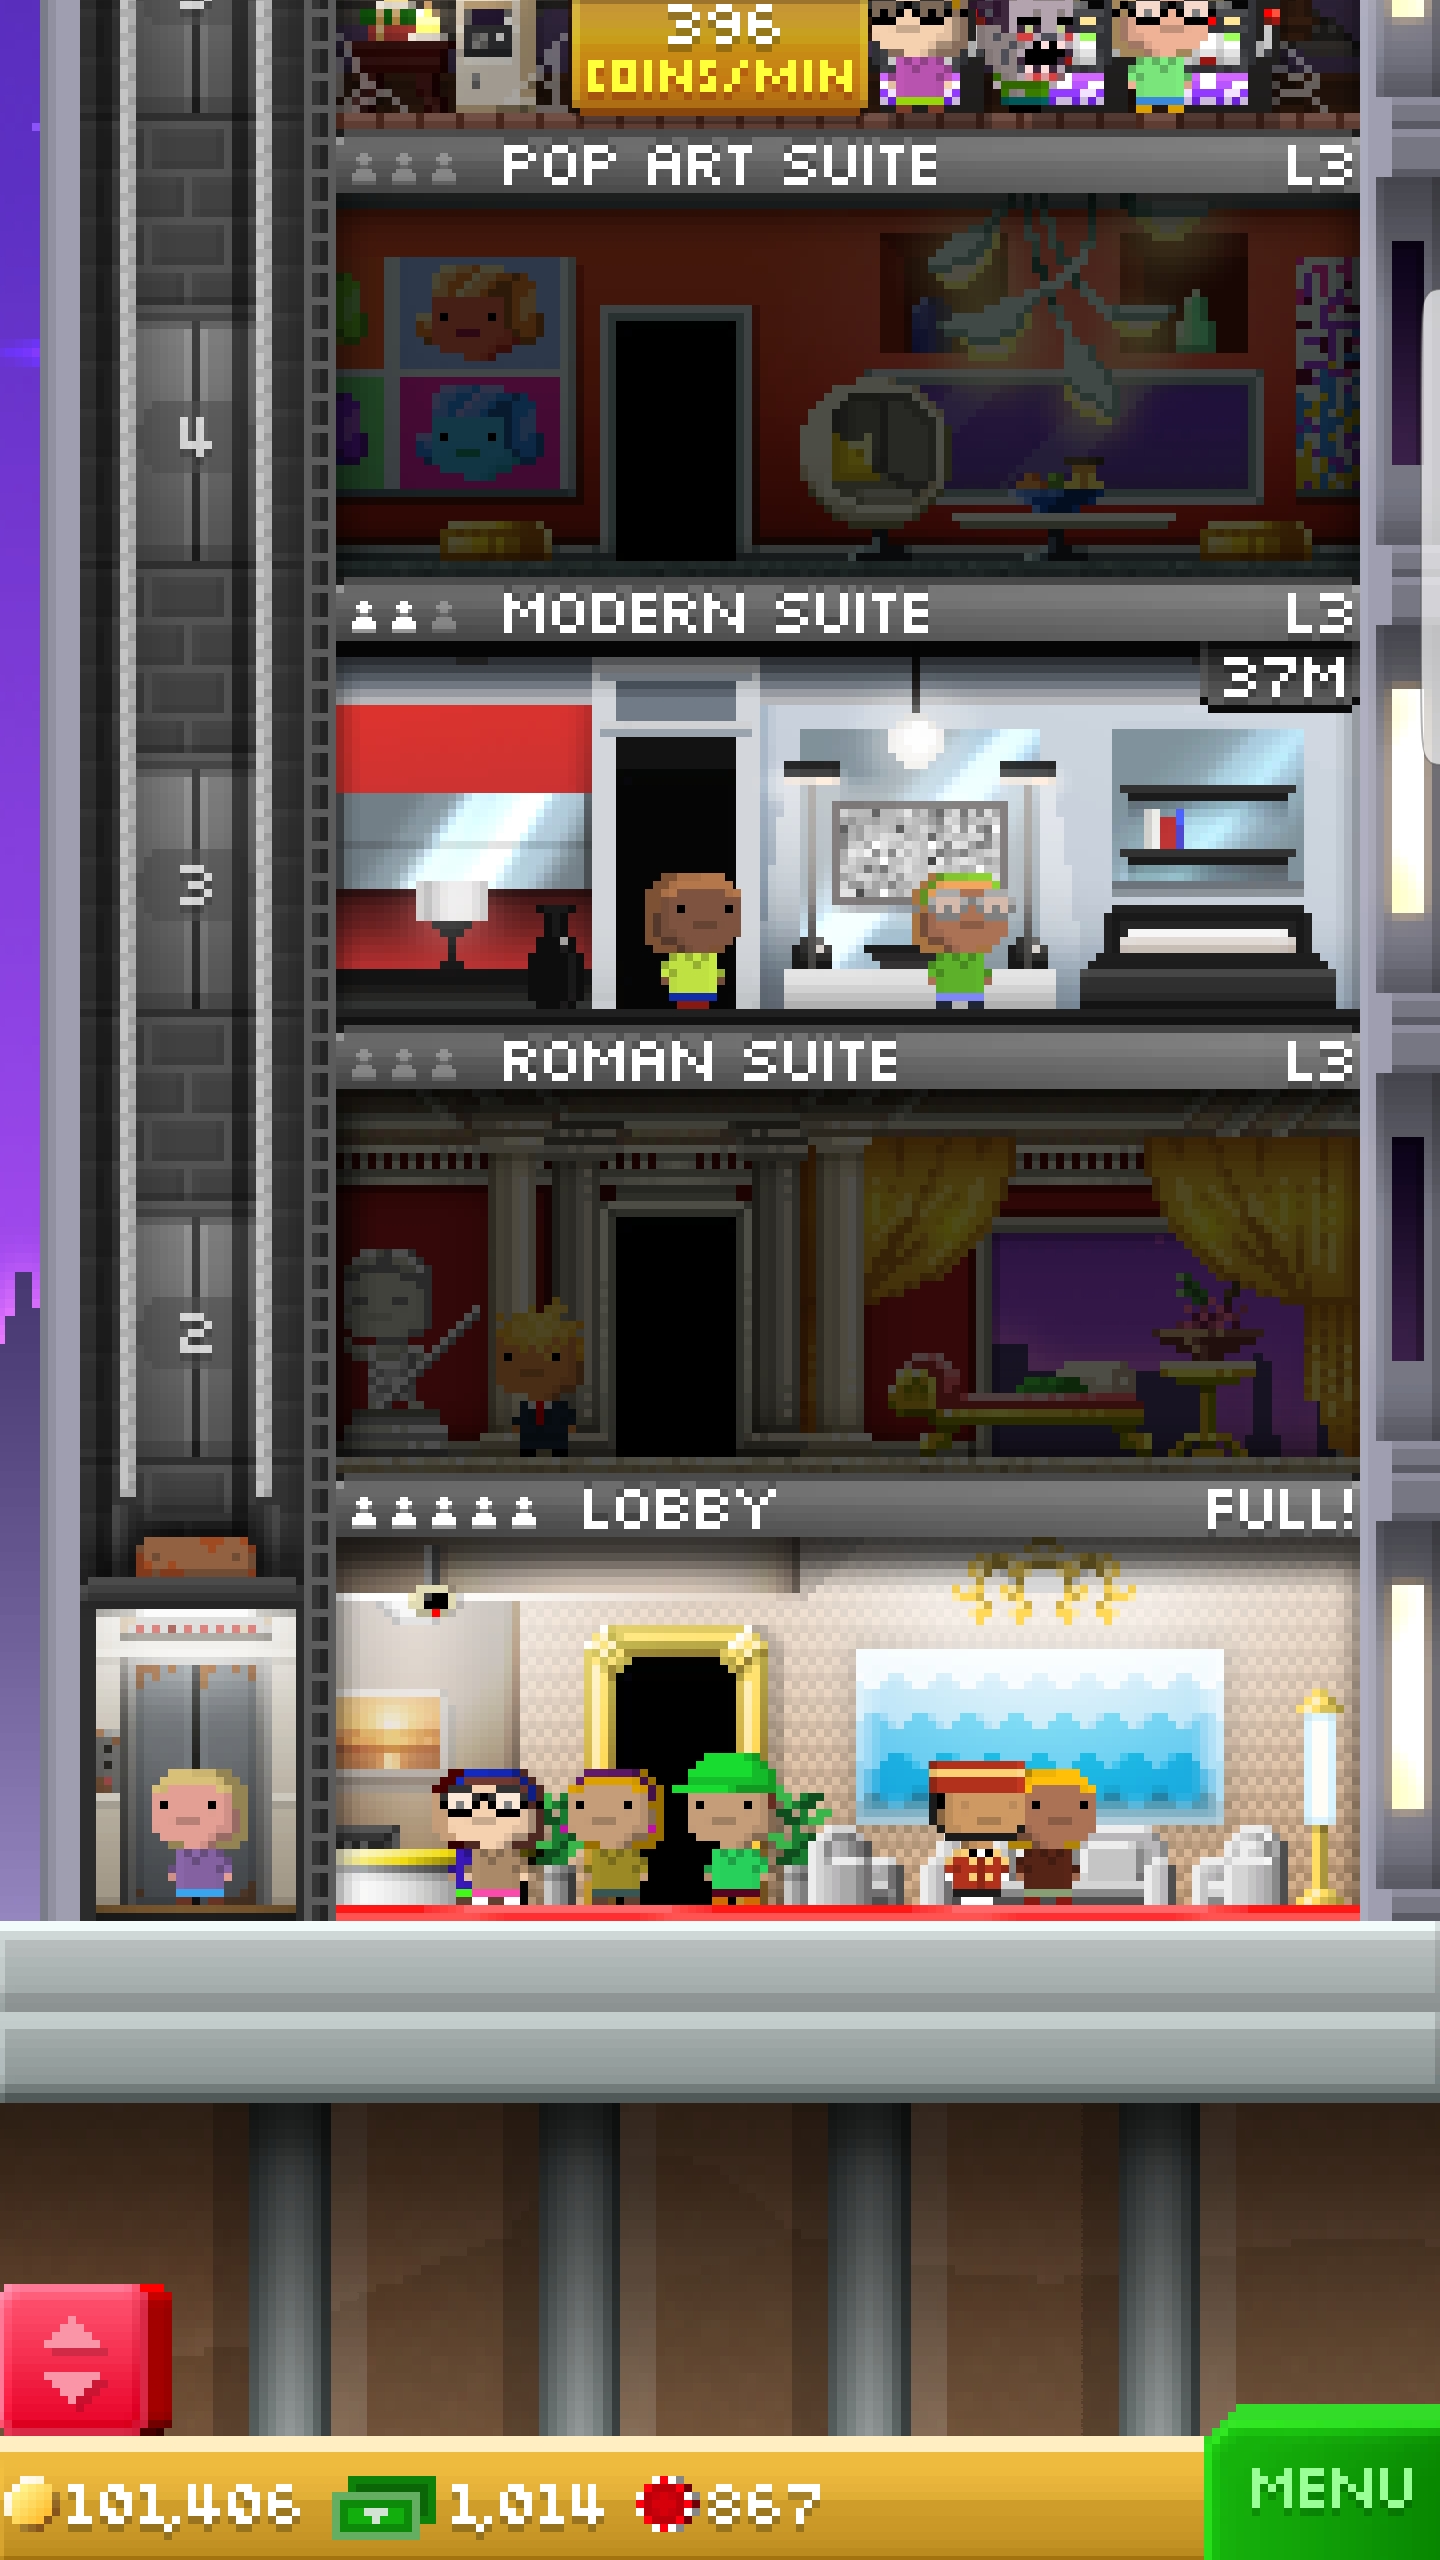 396
COINS/MIN
POP ART SUITE L3
4
MODERN SUITE L3
37M
3
ROMAN SUITE L3
2
LOBBY FULL!
101,406 1,014 867
MENU